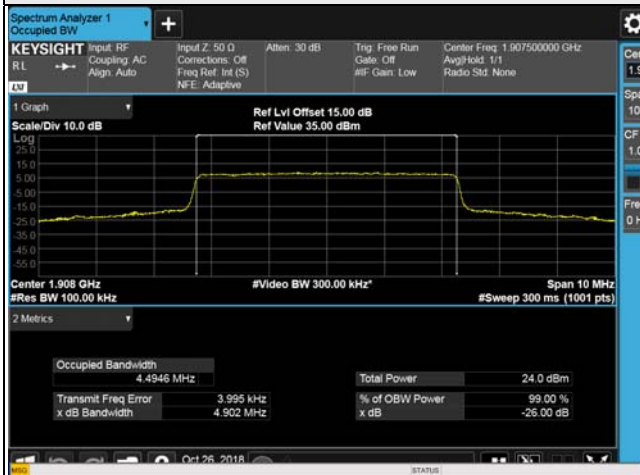 Spectrum Analyzer 1
Occupied BW
KEYSIGHT
RL
LXI
Input: RF
Coupling: AC
Align: Auto
Input Z: 50 Ω
Corrections: Off
Freq Ref: Int (S)
NFE: Adaptive
Atten: 30 dB
Trig: Free Run
Gate: Off
#IF Gain: Low
Center Freq: 1.907500000 GHz
Avg|Hold: 1/1
Radio Std: None
1 Graph
Scale/Div 10.0 dB
Ref Lvl Offset 15.00 dB
Ref Value 35.00 dBm
Log
25.0
15.0
5.00
-5.00
-15.0
-25.0
-35.0
-45.0
-55.0
Center 1.908 GHz
#Res BW 100.00 kHz
#Video BW 300.00 kHz*
Span 10 MHz
#Sweep 300 ms (1001 pts)
2 Metrics
Occupied Bandwidth
4.4946 MHz
Total Power 24.0 dBm
Transmit Freq Error 3.995 kHz
% of OBW Power 99.00 %
x dB Bandwidth 4.902 MHz
x dB -26.00 dB
Oct 26, 2018
MSG
STATUS